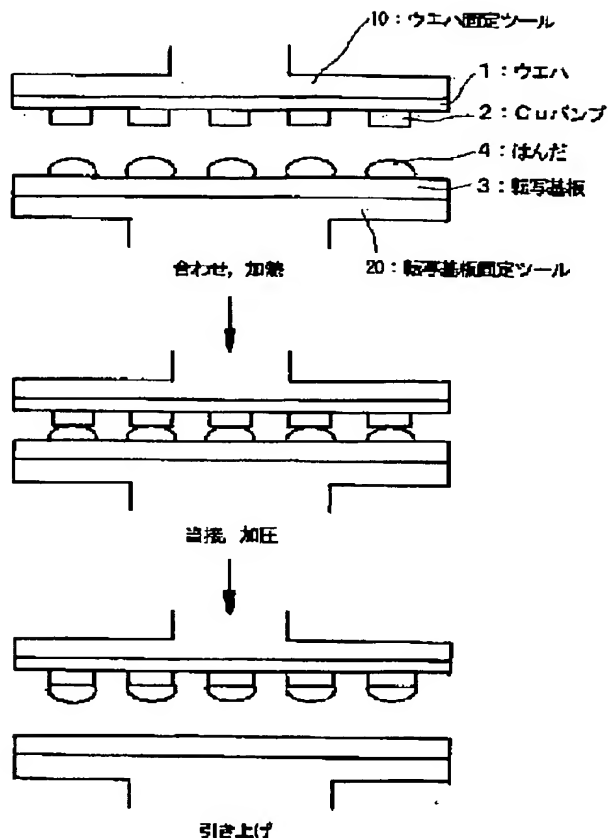 10：ウエハ固定ツール
1：ウエハ
2：Cuバンプ
4：はんだ
3：転写基板
20：転写基板固定ツール
合わせ，加熱
当接，加圧
引き上げ